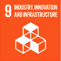 9 INDUSTRY, INNOVATION
AND INFRASTRUCTURE